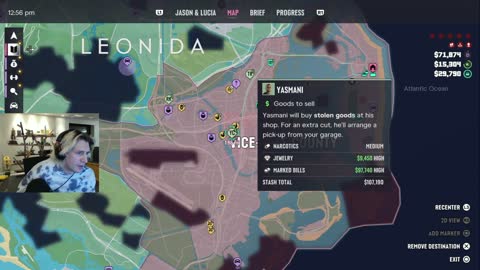 12:56 pm
L1
JASON & LUCIA
MAP
BRIEF
PROGRESS
R1
LEONIDA
$71,874
$15,304
$29,790
Atlantic Ocean
YASMANI
$ Goods to sell
Yasmani will buy stolen goods at his
shop. For an extra cut, he'll arrange a
pick-up from your garage.
NARCOTICS MEDIUM
JEWELRY $9,450 HIGH
MARKED BILLS $97,740 HIGH
STASH TOTAL $107,190
VICE
COUNTY
RECENTER
2D VIEW
ADD MARKER
REMOVE DESTINATION
EXIT